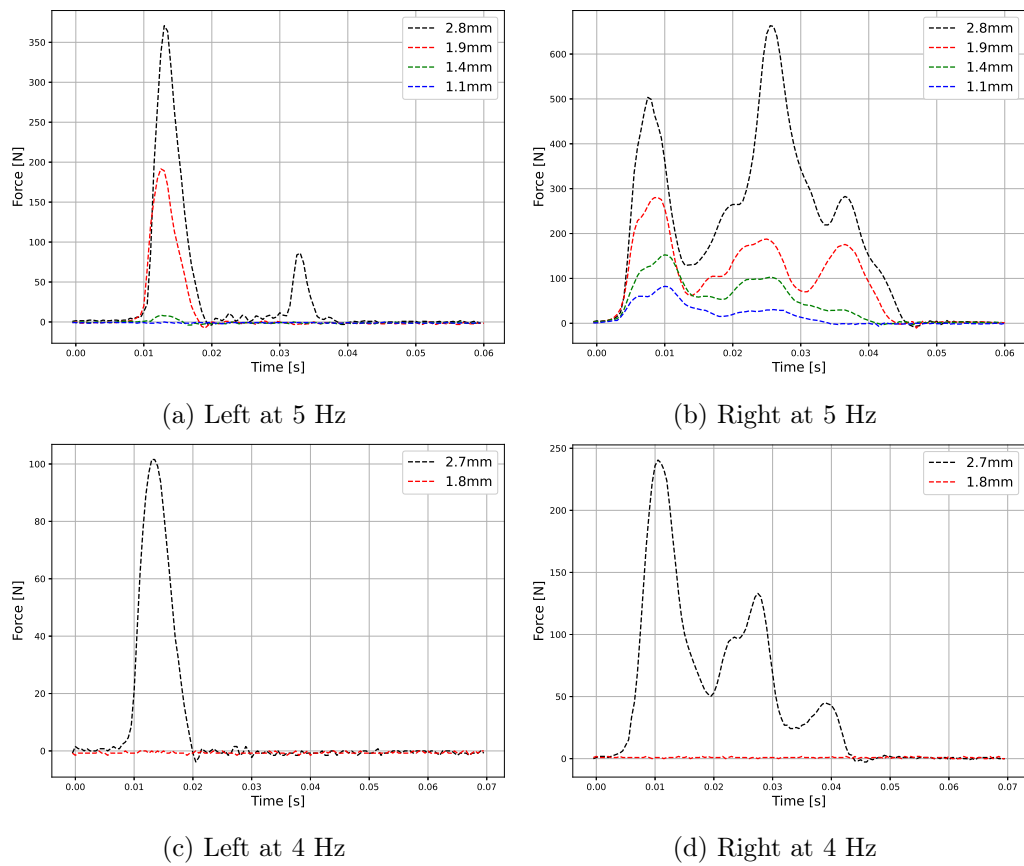 350
300
250
200
150
100
50
0
Force [N]
2.8mm
1.9mm
1.4mm
1.1mm
0.00 0.01 0.02 0.03 0.04 0.05 0.06
Time [s]
(a) Left at 5 Hz
600
500
400
300
200
100
0
Force [N]
2.8mm
1.9mm
1.4mm
1.1mm
0.00 0.01 0.02 0.03 0.04 0.05 0.06
Time [s]
(b) Right at 5 Hz
100
80
60
40
20
0
Force [N]
2.7mm
1.8mm
0.00 0.01 0.02 0.03 0.04 0.05 0.06 0.07
Time [s]
(c) Left at 4 Hz
250
200
150
100
50
0
Force [N]
2.7mm
1.8mm
0.00 0.01 0.02 0.03 0.04 0.05 0.06 0.07
Time [s]
(d) Right at 4 Hz